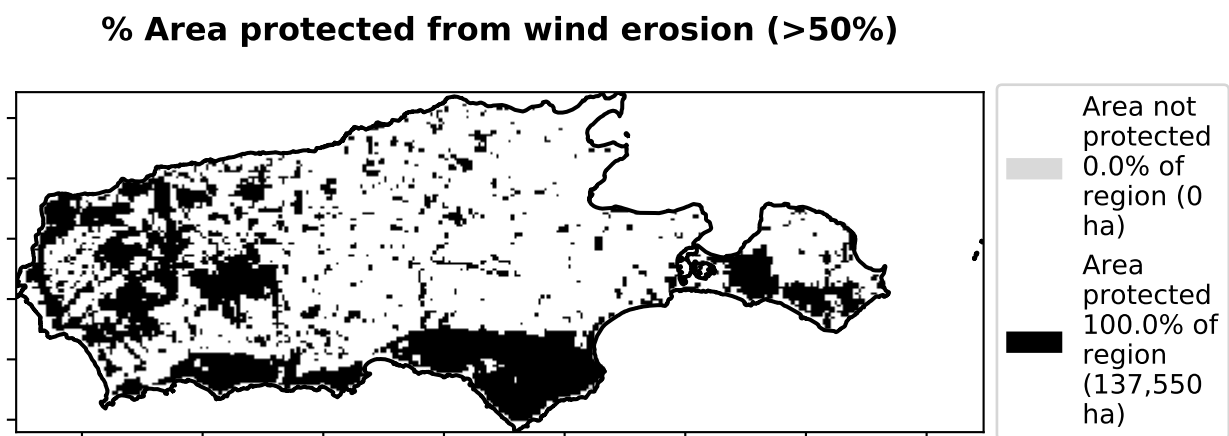 % Area protected from wind erosion (>50%)
Area not
protected
0.0% of
region (0
ha)
Area
protected
100.0% of
region
(137,550
ha)